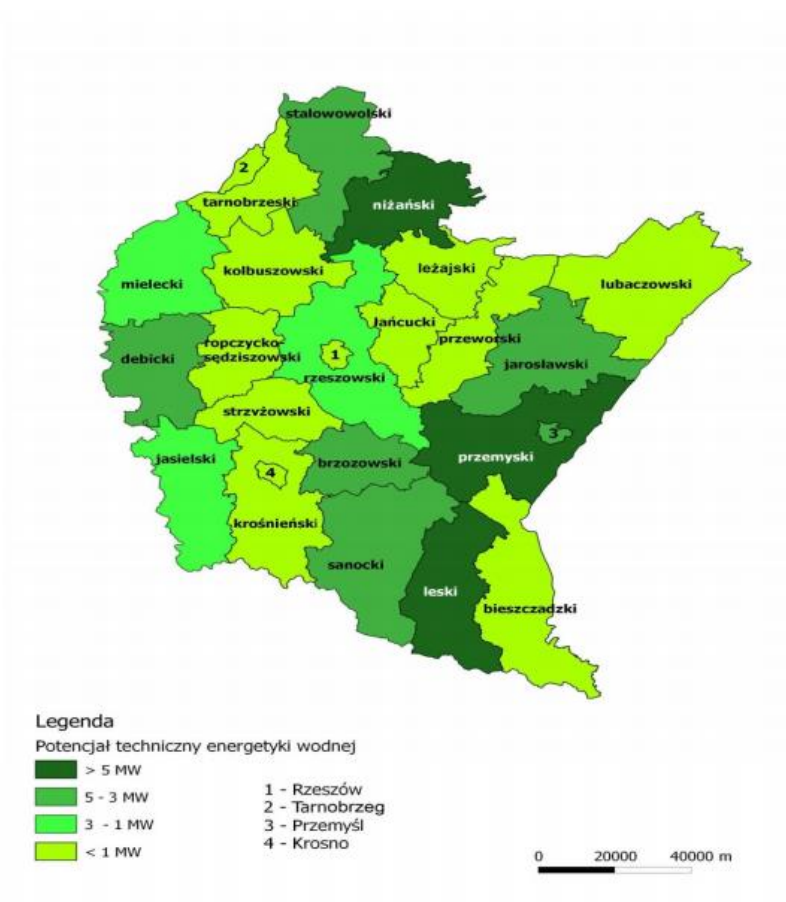 stalowowolski
2
niżański
tarnobrzeski
leżajski
kolbuszowski
lubaczowski
mielecki
łańcucki
ropczycko
sędziszowski
przeworski
1
debicki
jarosławski
rzeszowski
strzyżowski
3
jasielski
brzozowski
przemyski
4
krośnieński
sanocki
leski
bieszczadzki
Legenda
Potencjał techniczny energetyki wodnej
> 5 MW
5 - 3 MW
3 - 1 MW
< 1 MW
1 - Rzeszów
2 - Tarnobrzeg
3 - Przemyśl
4 - Krosno
0 20000 40000 m